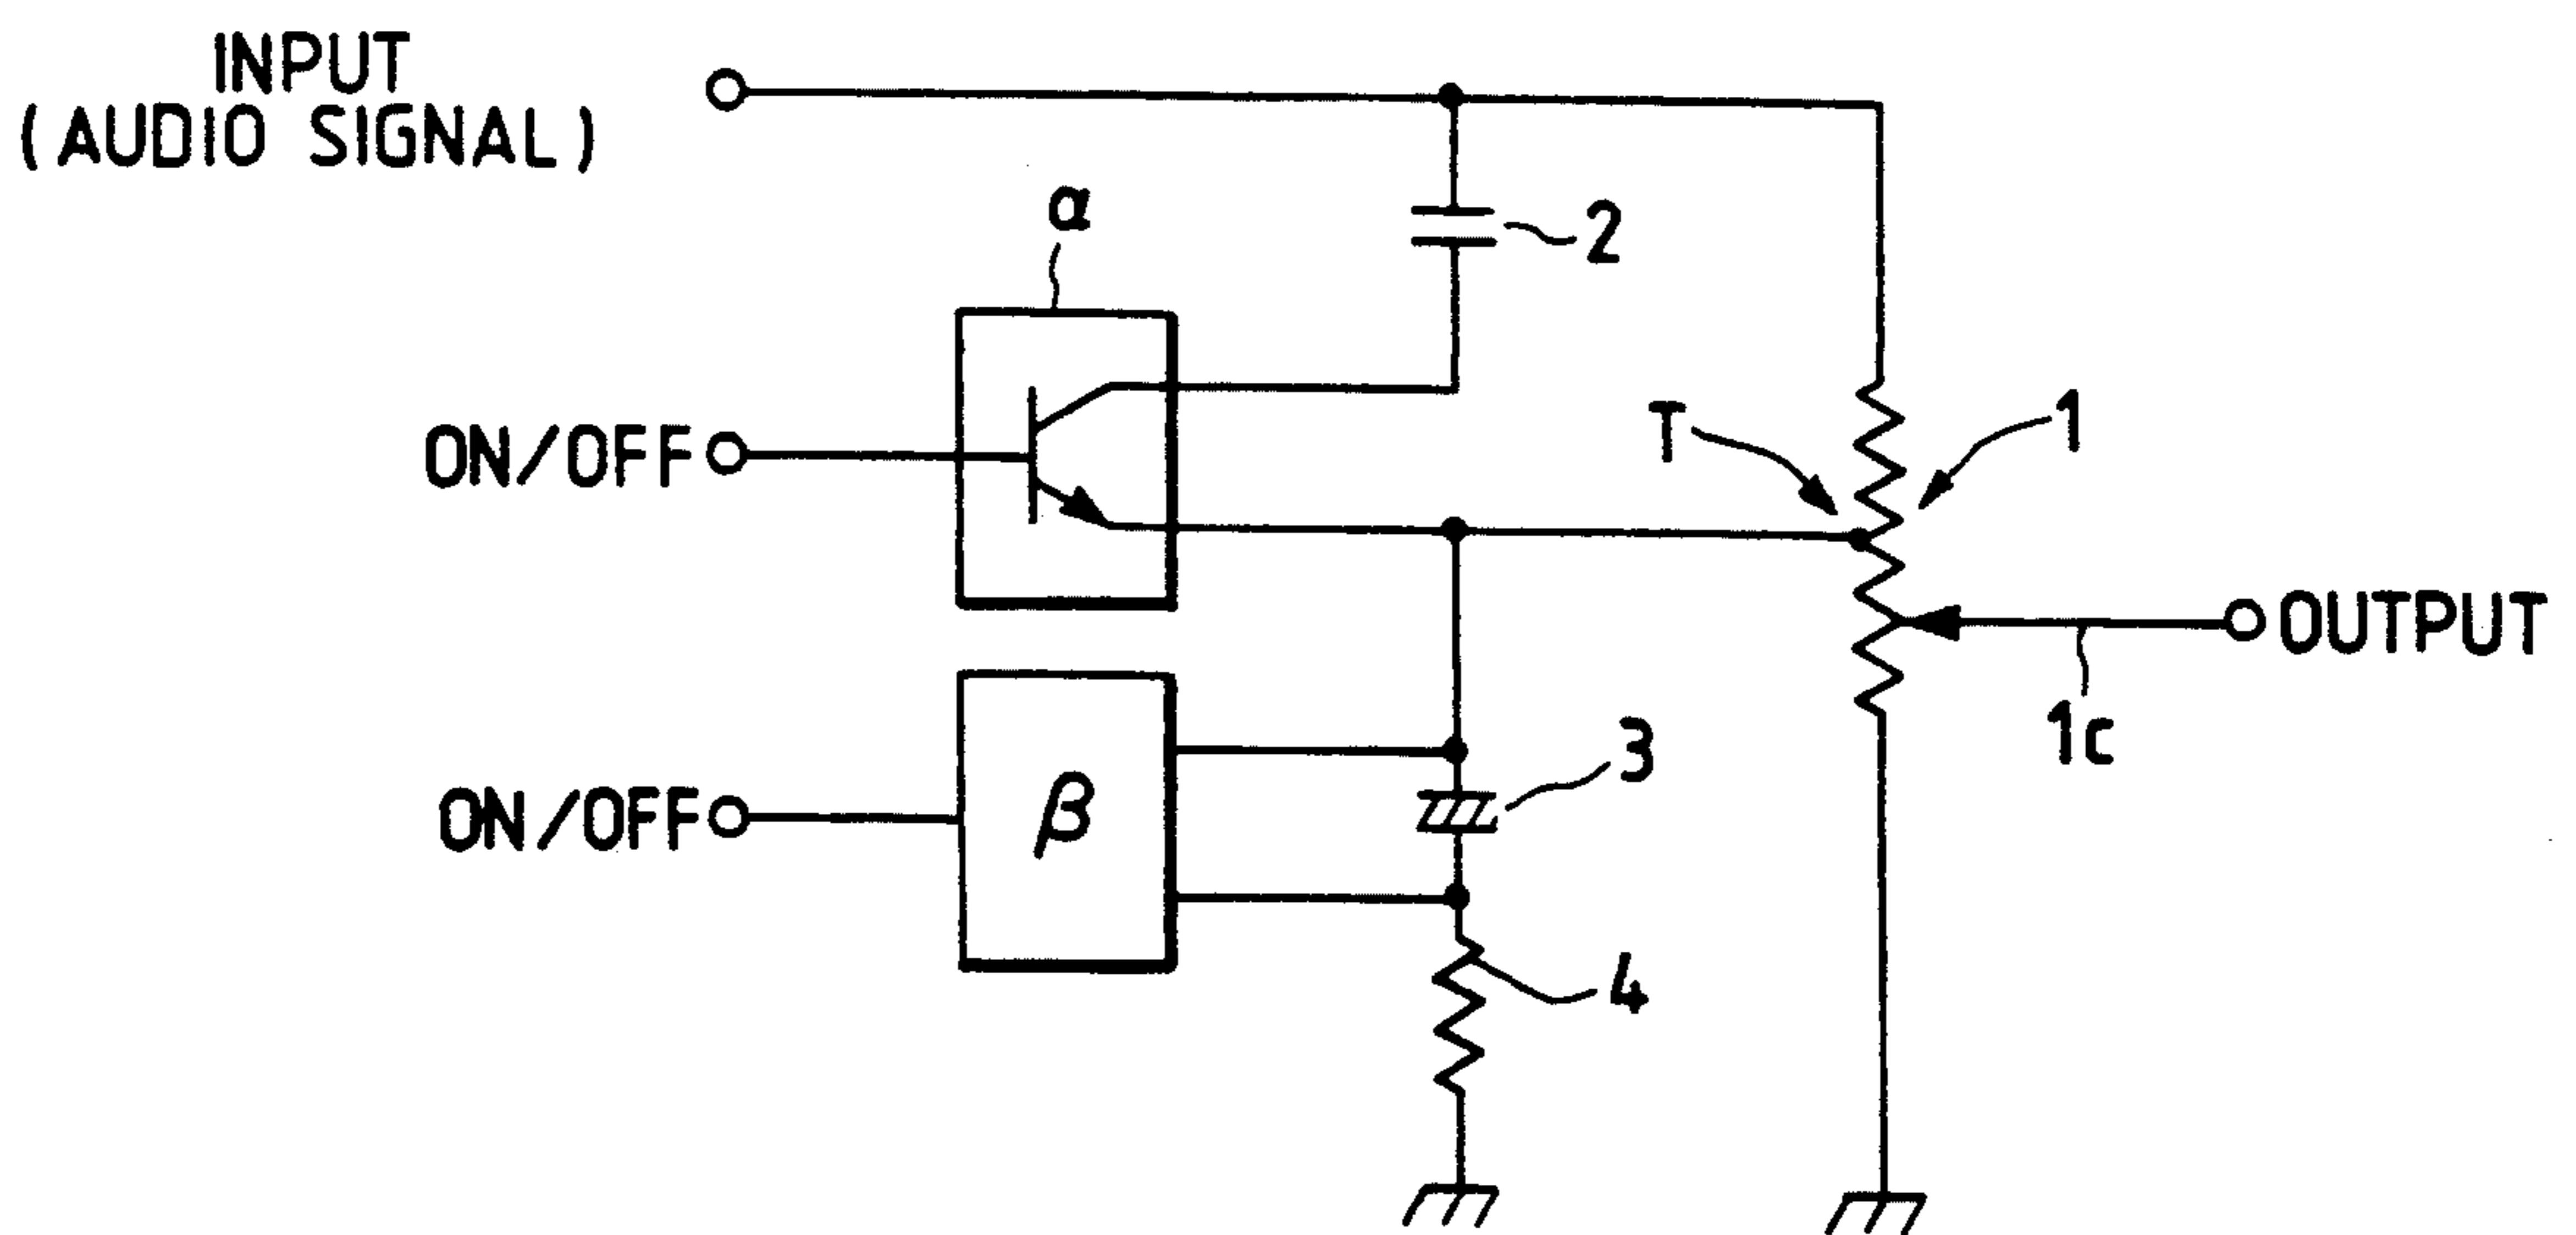 INPUT
(AUDIO SIGNAL)
α
2
ON/OFF
T
1
OUTPUT
1c
3
ON/OFF
β
4